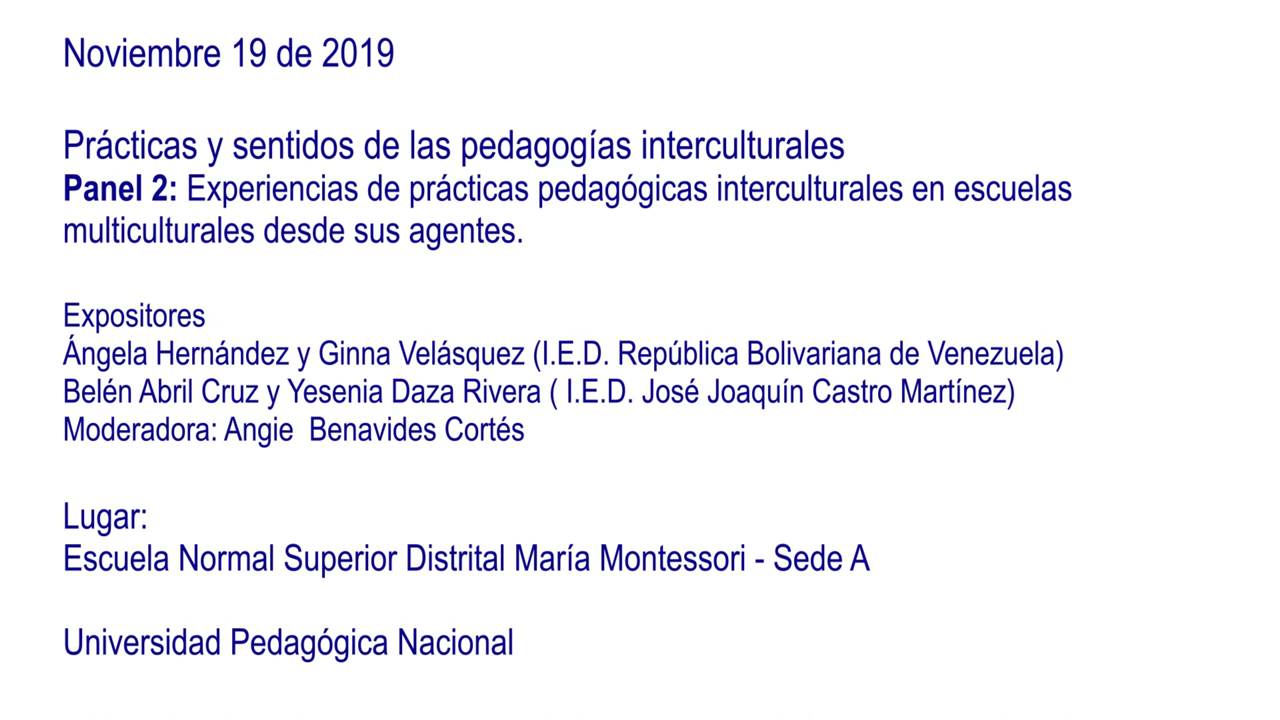 Noviembre 19 de 2019
Prácticas y sentidos de las pedagogías interculturales
Panel 2: Experiencias de prácticas pedagógicas interculturales en escuelas
multiculturales desde sus agentes.
Expositores
Ángela Hernández y Ginna Velásquez (I.E.D. República Bolivariana de Venezuela)
Belén Abril Cruz y Yesenia Daza Rivera ( I.E.D. José Joaquín Castro Martínez)
Moderadora: Angie  Benavides Cortés
Lugar:
Escuela Normal Superior Distrital María Montessori - Sede A
Universidad Pedagógica Nacional